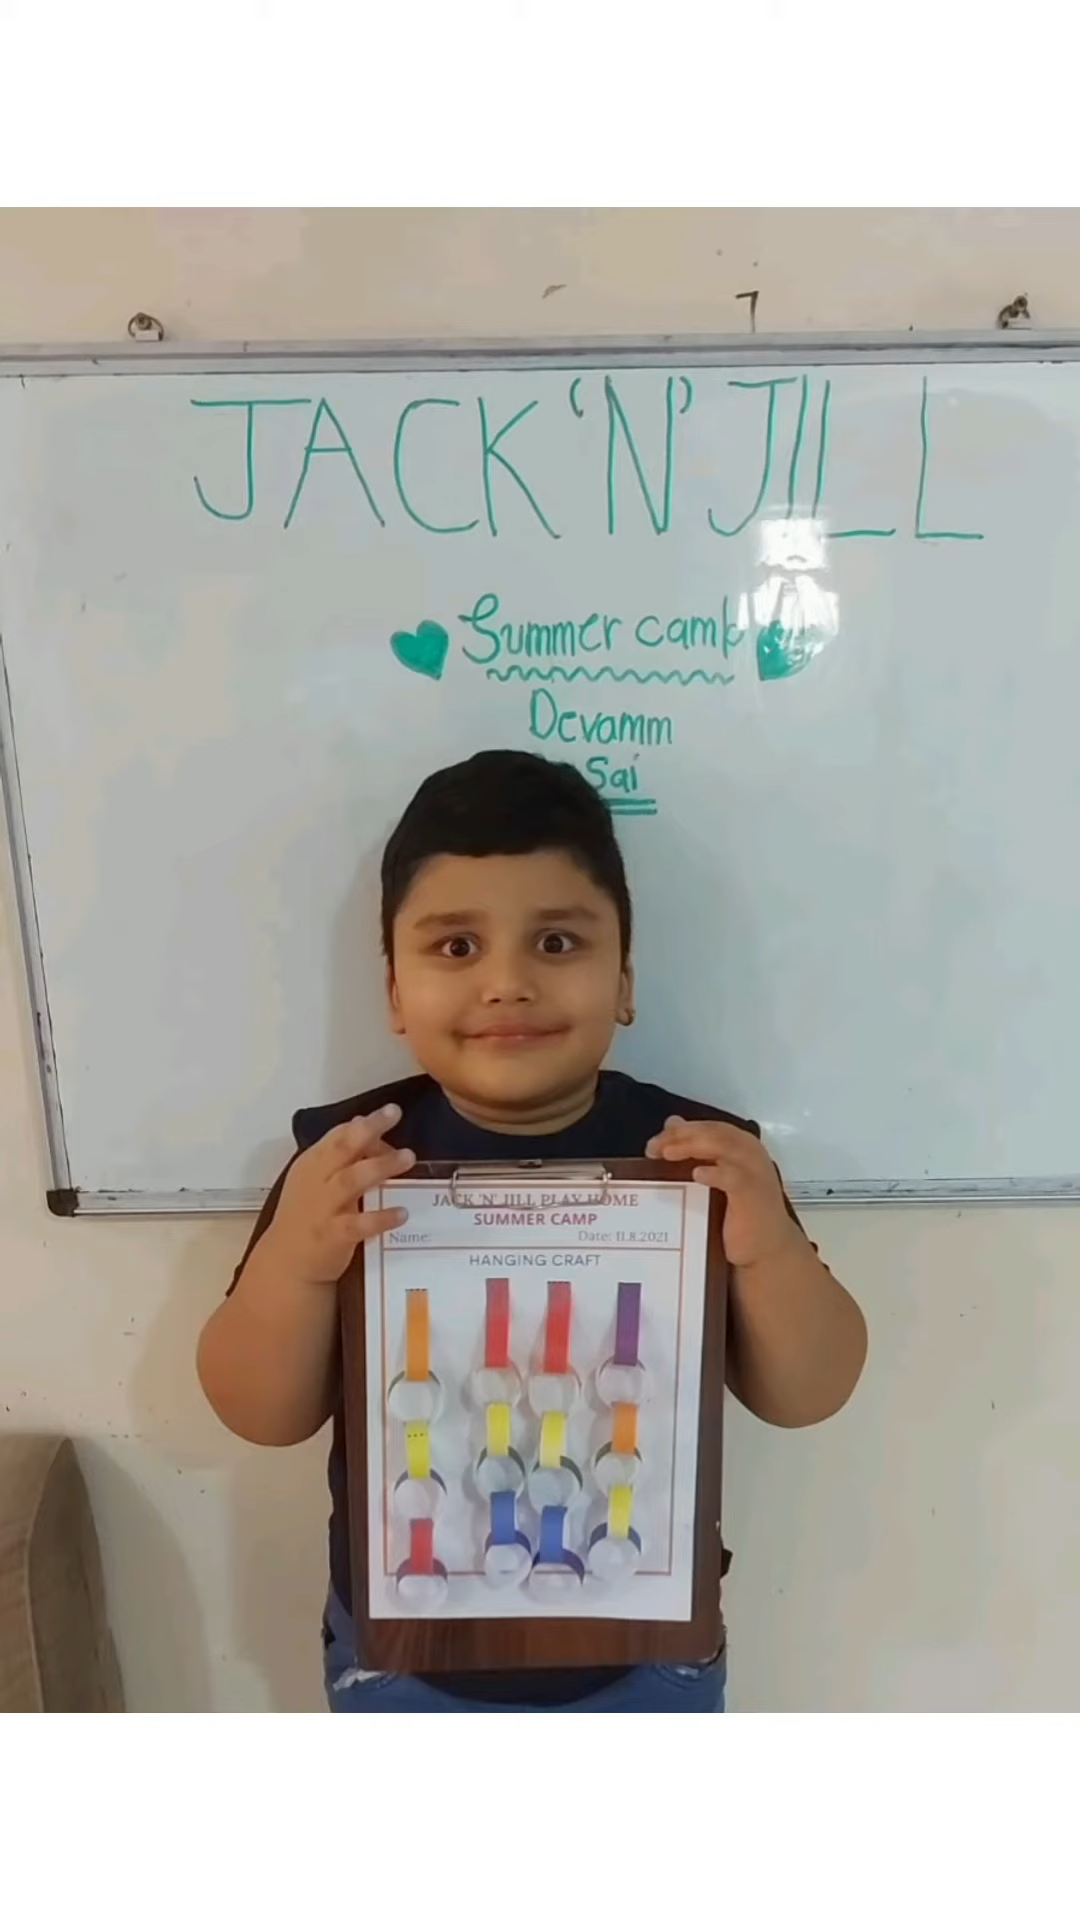 JACK 'N' JILL
Summer camp
Devamm
Sai
JACK 'N' JILL PLAY HOME
SUMMER CAMP
Name: Date: 11.8.2021
HANGING CRAFT